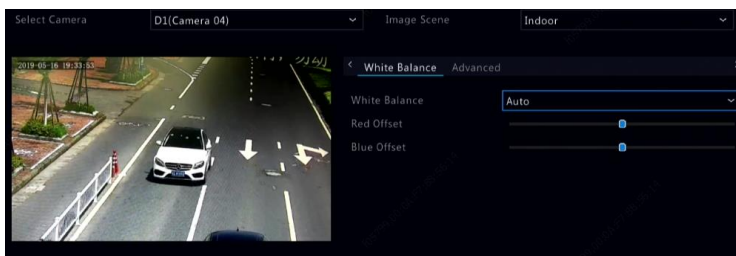 Select Camera D1(Camera 04) Image Scene Indoor
2019-05-16 19:33:53
White Balance Advanced
White Balance Auto
Red Offset
Blue Offset